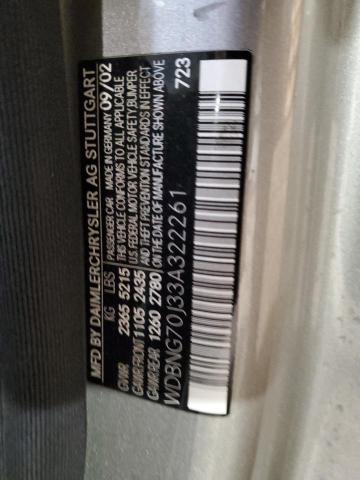 MFD BY DAIMLERCHRYSLER AG STUTTGART
MADE IN GERMANY 09/02
KG LBS PASSENGER CAR
GVWR 2365 5215 THIS VEHICLE CONFORMS TO ALL APPLICABLE
GAWR FRONT 1105 2435 U.S. FEDERAL MOTOR VEHICLE SAFETY, BUMPER
GAWR REAR 1260 2780 AND THEFT PREVENTION STANDARDS IN EFFECT
ON THE DATE OF MANUFACTURE SHOWN ABOVE
WDBNG70J33A322261 723